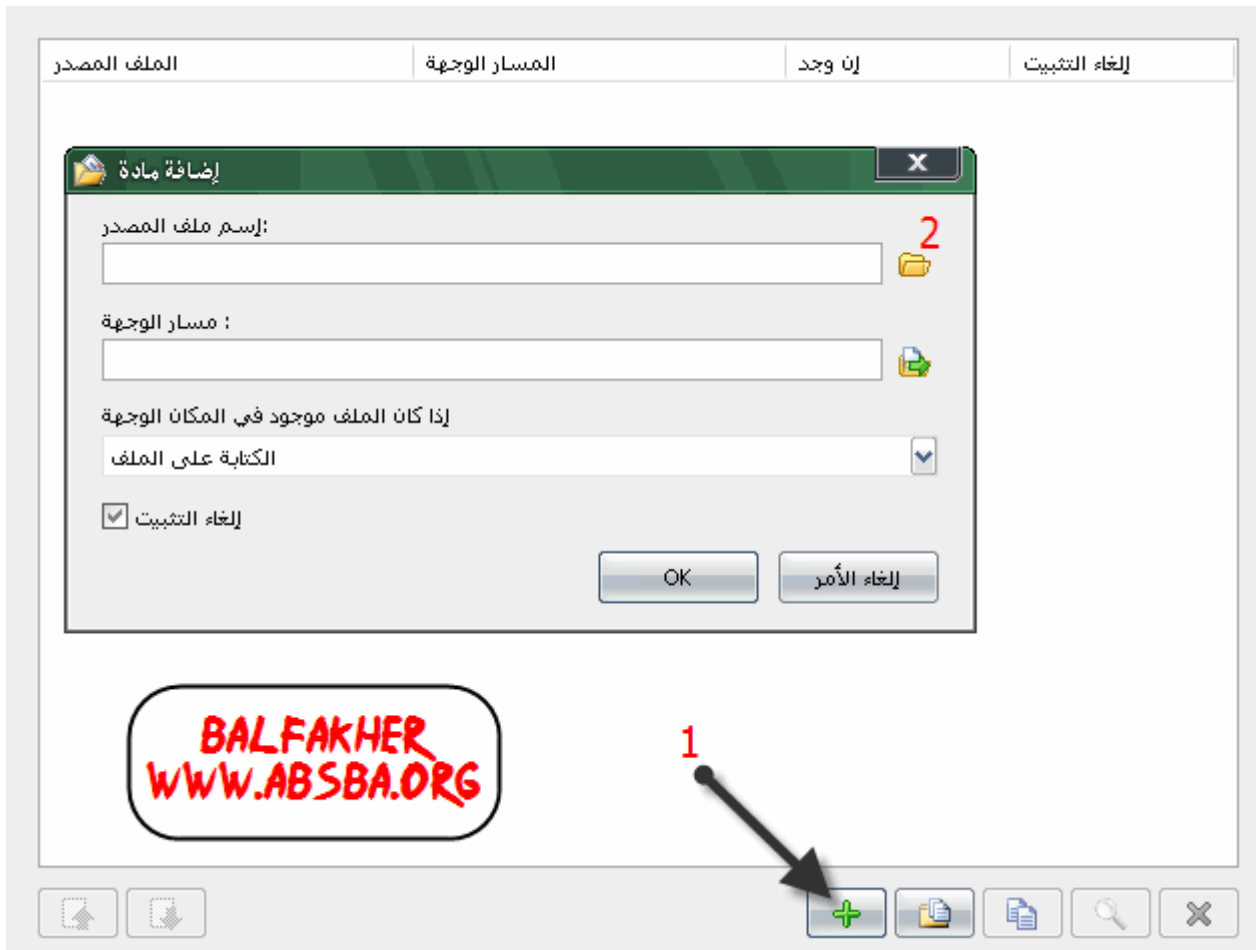 الملف المصدر
المسار الوجهة
إن وجد
إلغاء التثبيت
إضافة مادة
إسم ملف المصدر:
2
مسار الوجهة :
إذا كان الملف موجود في المكان الوجهة
الكتابة على الملف
إلغاء التثبيت
OK
إلغاء الأمر
BALFAKHER
WWW.ABSBA.ORG
1